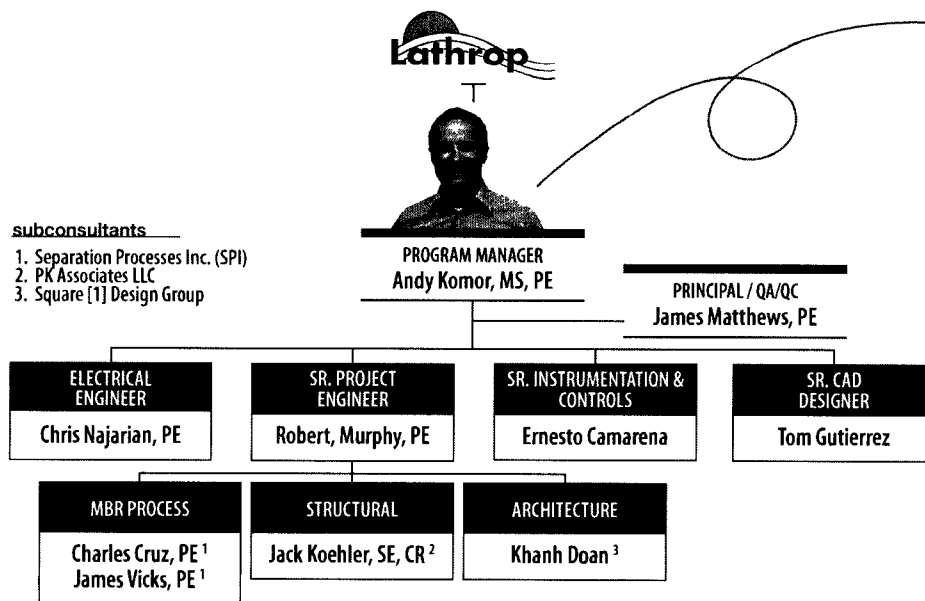 Lathrop
subconsultants
1. Separation Processes Inc. (SPI)
2. PK Associates LLC
3. Square [1] Design Group
PROGRAM MANAGER
Andy Komor, MS, PE
PRINCIPAL / QA/QC
James Matthews, PE
ELECTRICAL
ENGINEER
Chris Najarian, PE
SR. PROJECT
ENGINEER
Robert, Murphy, PE
SR. INSTRUMENTATION &
CONTROLS
Ernesto Camarena
SR. CAD
DESIGNER
Tom Gutierrez
MBR PROCESS
Charles Cruz, PE 1
James Vicks, PE 1
STRUCTURAL
Jack Koehler, SE, CR 2
ARCHITECTURE
Khanh Doan 3